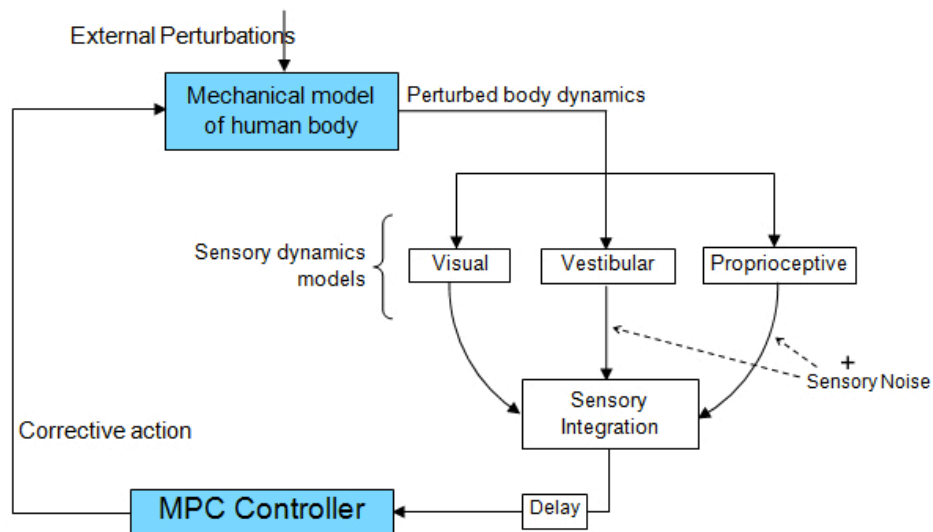 External Perturbations
Mechanical model
of human body
Perturbed body dynamics
Sensory dynamics
models
Visual
Vestibular
Proprioceptive
+
Sensory Noise
Sensory
Integration
Corrective action
MPC Controller
Delay